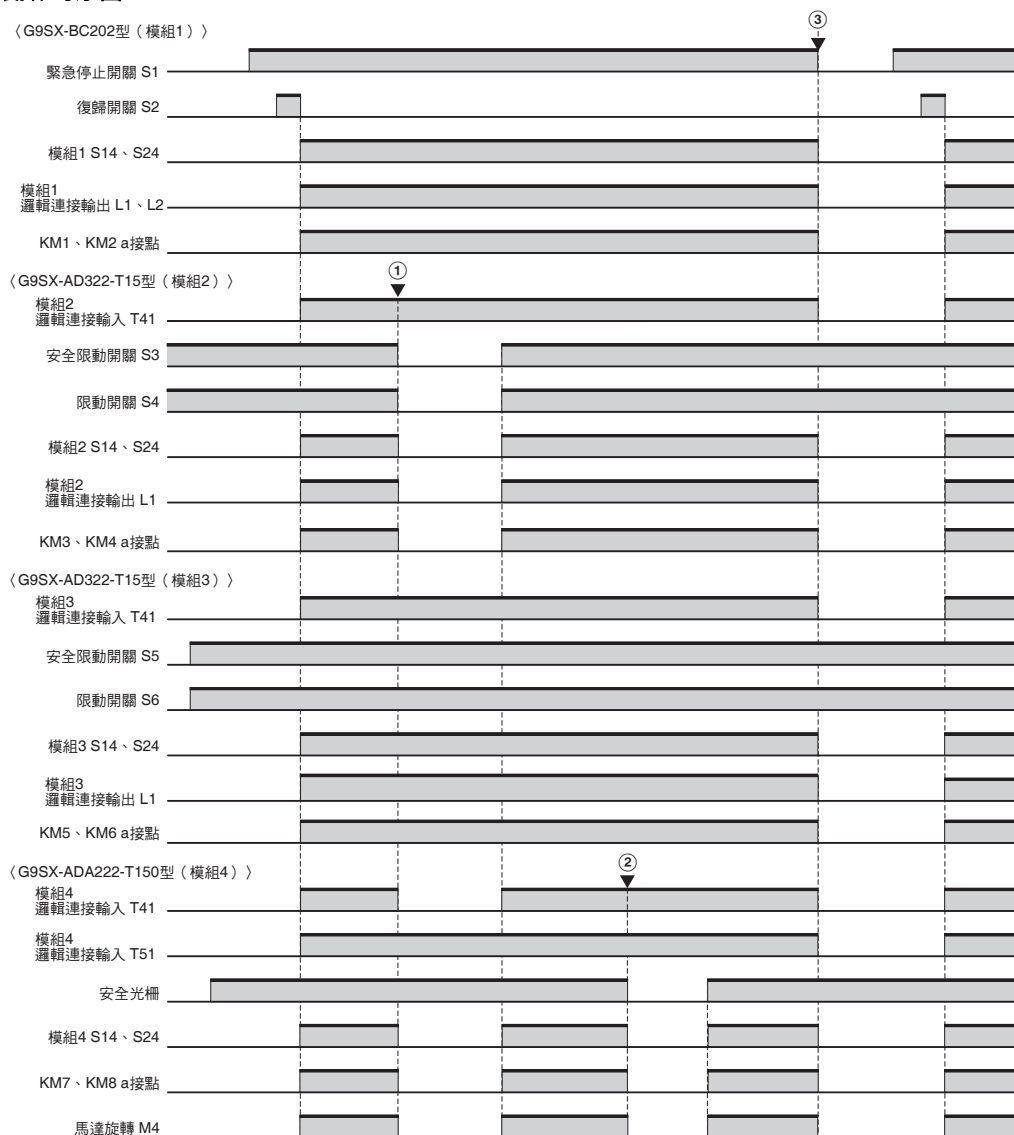 〈G9SX-BC202型（模組1）〉
③
緊急停止開關 S1
復歸開關 S2
模組1 S14、S24
模組1
邏輯連接輸出 L1、L2
KM1、KM2 a接點
〈G9SX-AD322-T15型（模組2）〉
①
模組2
邏輯連接輸入 T41
安全限動開關 S3
限動開關 S4
模組2 S14、S24
模組2
邏輯連接輸出 L1
KM3、KM4 a接點
〈G9SX-AD322-T15型（模組3）〉
模組3
邏輯連接輸入 T41
安全限動開關 S5
限動開關 S6
模組3 S14、S24
模組3
邏輯連接輸出 L1
KM5、KM6 a接點
〈G9SX-ADA222-T150型（模組4）〉
②
模組4
邏輯連接輸入 T41
模組4
邏輯連接輸入 T51
安全光柵
模組4 S14、S24
KM7、KM8 a接點
馬達旋轉 M4